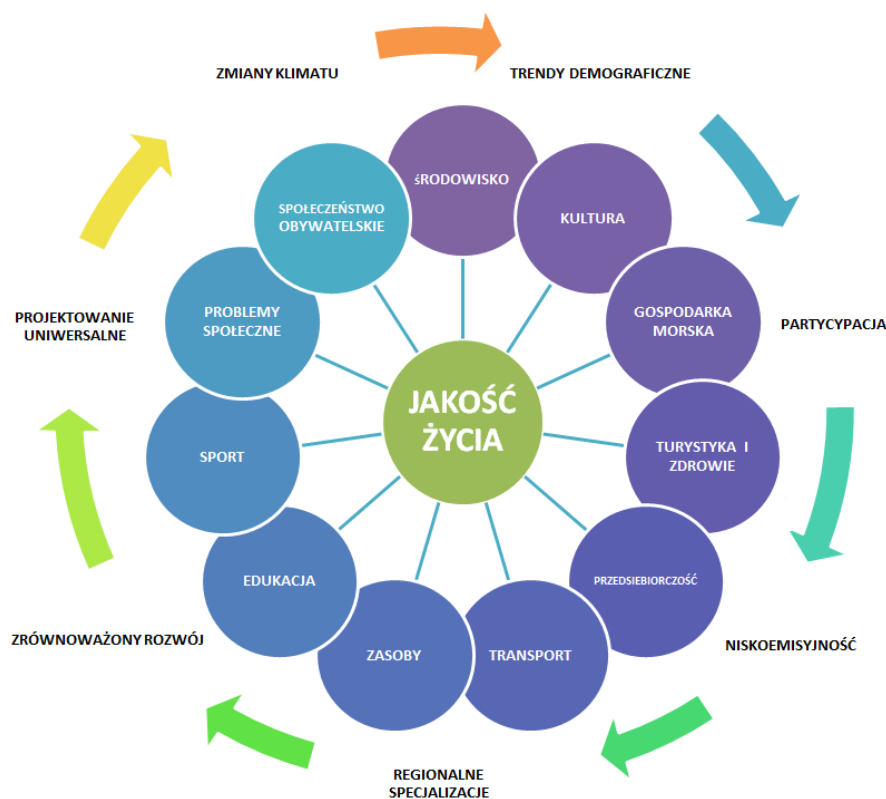 ZMIANY KLIMATU
TRENDY DEMOGRAFICZNE
śRODOWISKO
SPOŁECZEŃSTWO
OBYWATELSKIE
KULTURA
PROJEKTOWANIE
UNIWERSALNE
PROBLEMY
SPOŁECZNE
GOSPODARKA
MORSKA
PARTYCYPACJA
JAKOŚĆ
ŻYCIA
SPORT
TURYSTYKA I
ZDROWIE
EDUKACJA
PRZEDSIEBIORCZOŚĆ
ZRÓWNOWAŻONY ROZWÓJ
ZASOBY
TRANSPORT
NISKOEMISYJNOŚĆ
REGIONALNE
SPECJALIZACJE